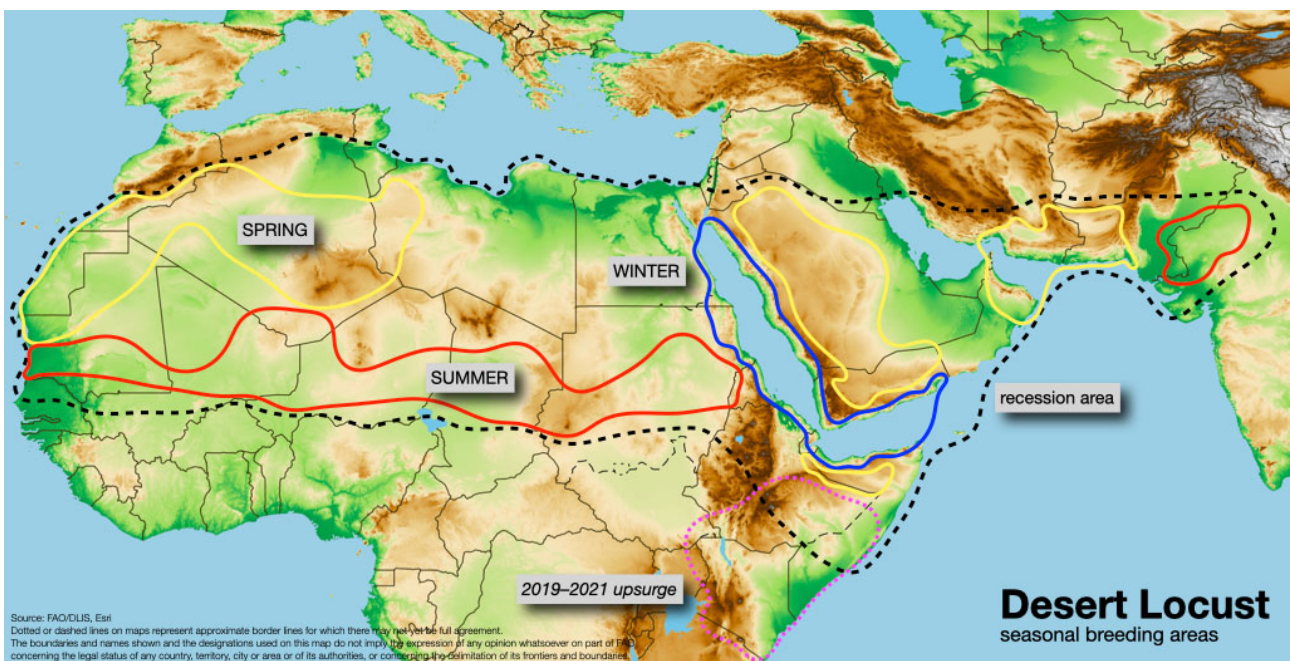 SPRING
WINTER
SUMMER
recession area
2019–2021 upsurge
Desert Locust
seasonal breeding areas
Source: FAO/DLIS, Esri
Dotted or dashed lines on maps represent approximate border lines for which there may not yet be full agreement.
The boundaries and names shown and the designations used on this map do not imply the expression of any opinion whatsoever on part of FAO
concerning the legal status of any country, territory, city or area or of its authorities, or concerning the delimitation of its frontiers and boundaries.